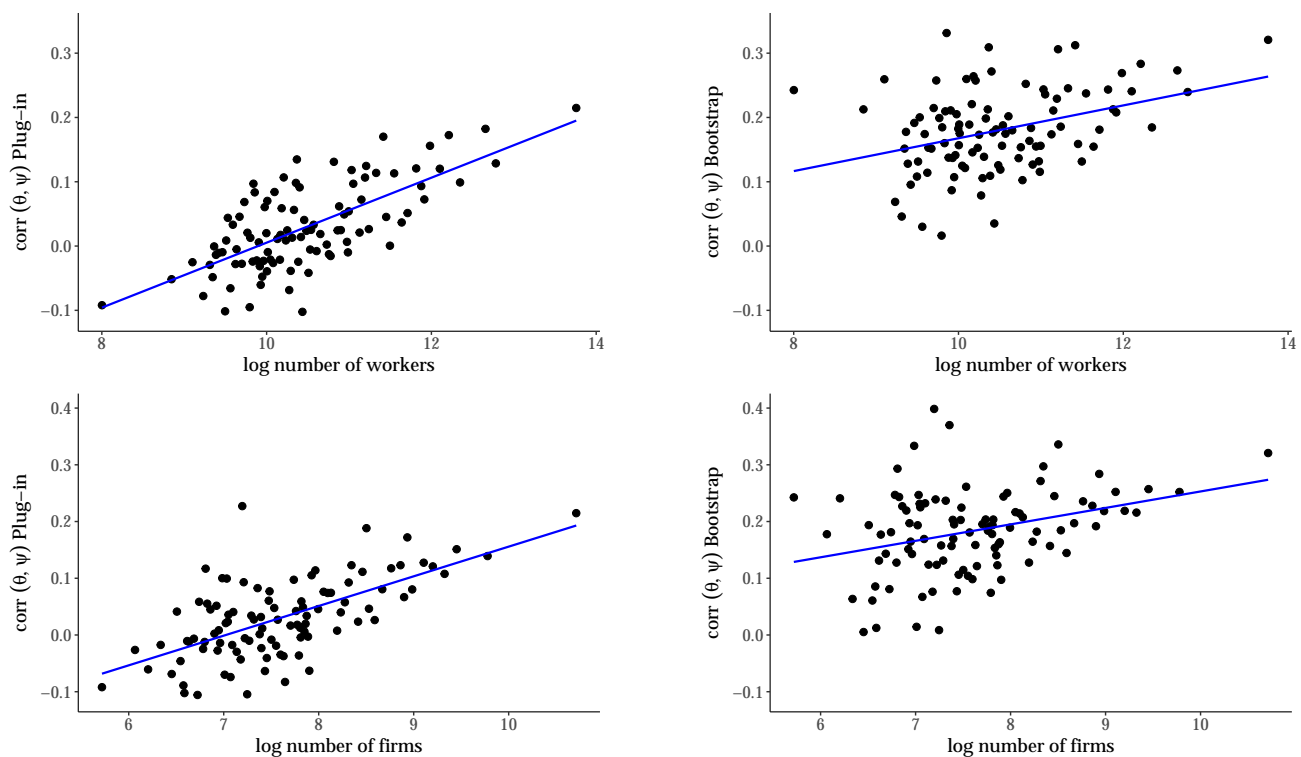 corr (θ, ψ) Plug−in
0.3
0.2
0.1
0.0
−0.1
8 10 12 14
log number of workers
corr (θ, ψ) Bootstrap
0.3
0.2
0.1
0.0
−0.1
8 10 12 14
log number of workers
corr (θ, ψ) Plug−in
0.4
0.3
0.2
0.1
0.0
−0.1
6 7 8 9 10
log number of firms
corr (θ, ψ) Bootstrap
0.4
0.3
0.2
0.1
0.0
−0.1
6 7 8 9 10
log number of firms